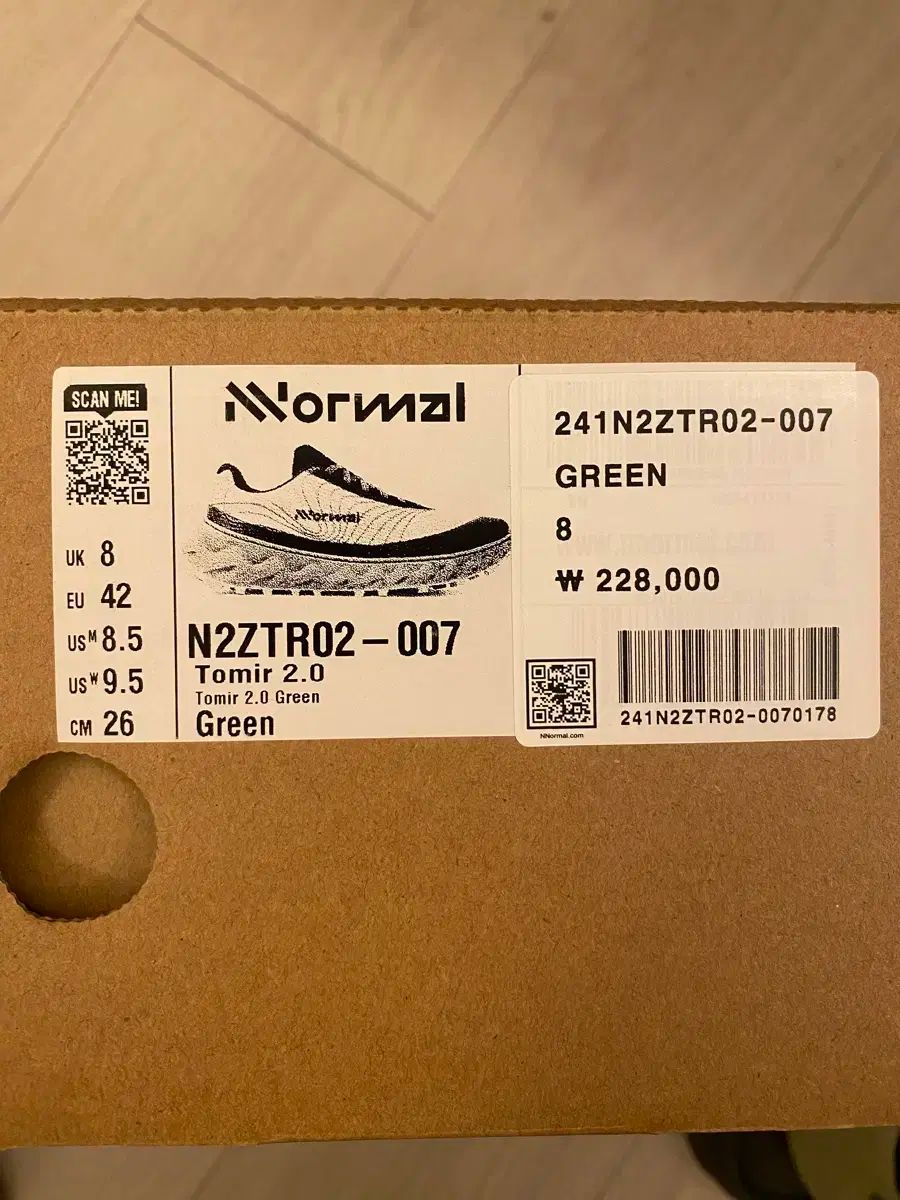 SCAN ME!
UK 8
EU 42
USM 8.5
USW 9.5
CM 26
NNormal
NNormal
N2ZTR02-007
Tomir 2.0
Tomir 2.0 Green
Green
241N2ZTR02-007
GREEN
8
₩ 228,000
241N2ZTR02-0070178
NNormal.com